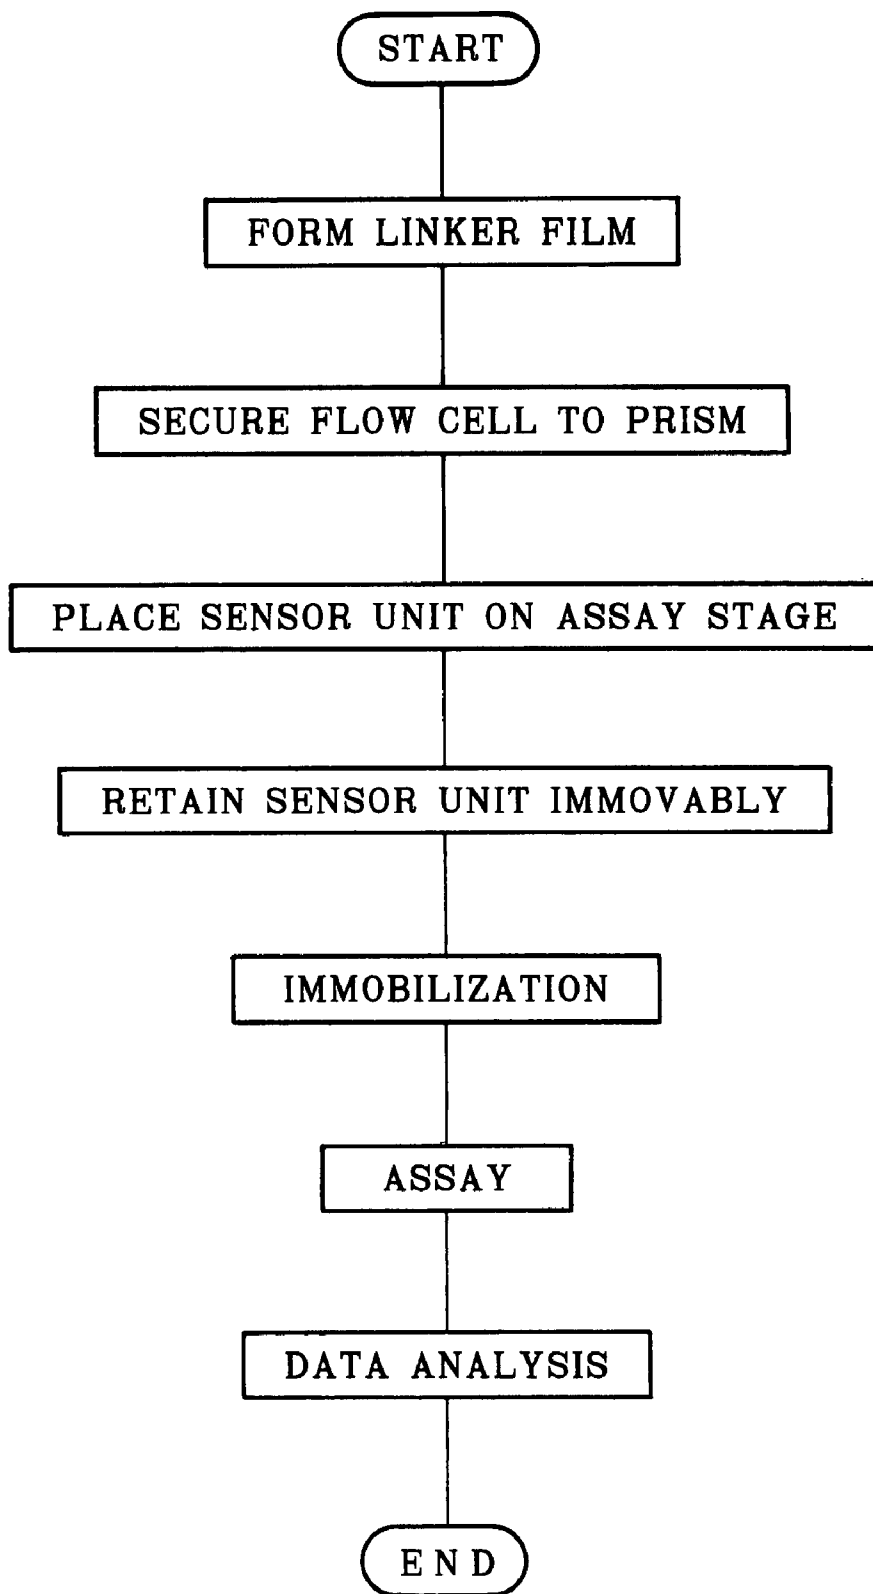 START
FORM LINKER FILM
SECURE FLOW CELL TO PRISM
PLACE SENSOR UNIT ON ASSAY STAGE
RETAIN SENSOR UNIT IMMOVABLY
IMMOBILIZATION
ASSAY
DATA ANALYSIS
END